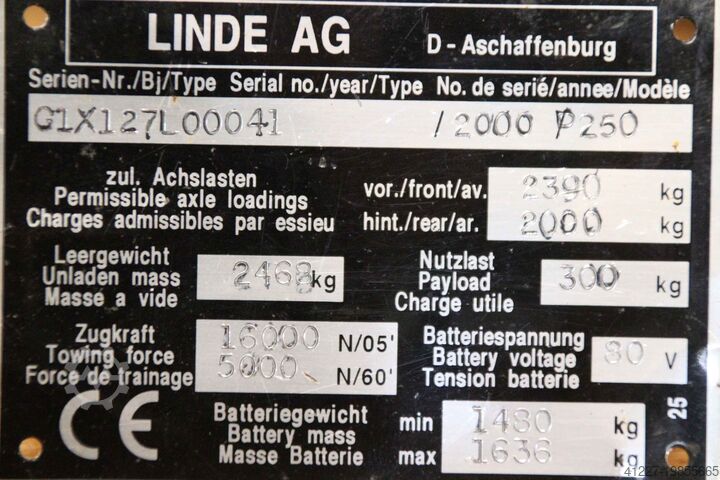 LINDE AG D - Aschaffenburg
Serien-Nr./Bj/Type Serial no./year/Type No. de serié/annee/Modèle
G1X127L00041 / 2000 P250
zul. Achslasten
Permissible axle loadings
Charges admissibles par essieu
vor./front/av. 2390 kg
hint./rear/ar. 2000 kg
Leergewicht
Unladen mass
Masse a vide
2468 kg
Nutzlast
Payload
Charge utile
300 kg
Zugkraft
Towing force
Force de trainage
16000 N/05'
5000 N/60'
Batteriespannung
Battery voltage
Tension batterie
80 V
CE
Batteriegewicht
Battery mass
Masse Batterie
min 1480 kg
max 1636 kg
25
41227-19855665